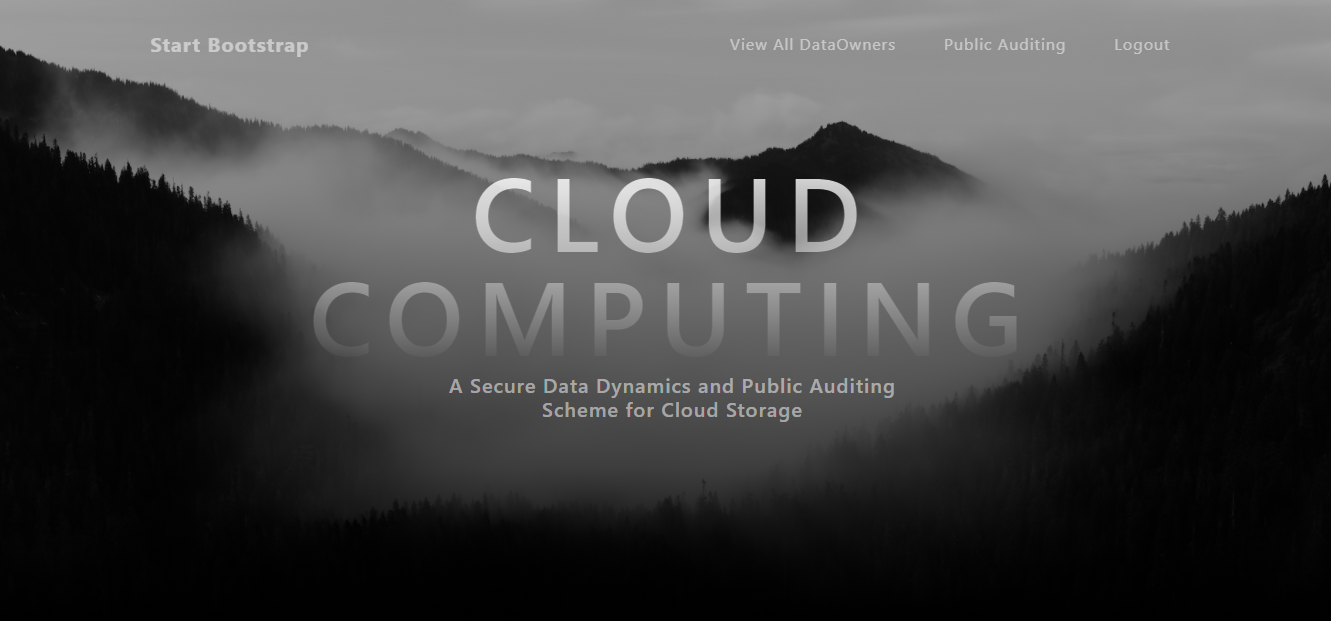 Start Bootstrap
View All DataOwners
Public Auditing
Logout
CLOUD
COMPUTING
A Secure Data Dynamics and Public Auditing
Scheme for Cloud Storage